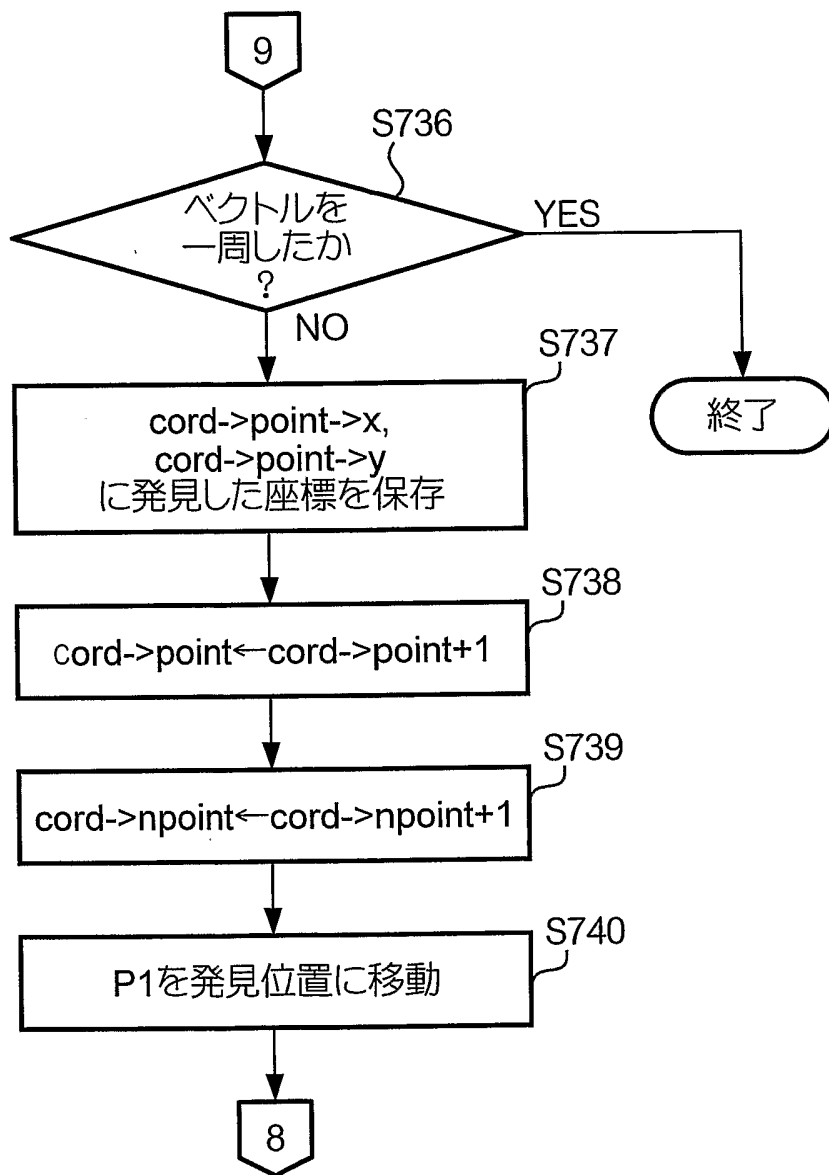 9
S736
ベクトルを
一周したか
?
YES
NO
S737
cord->point->x,
cord->point->y
に発見した座標を保存
終了
S738
cord->point←cord->point+1
S739
cord->npoint←cord->npoint+1
S740
P1を発見位置に移動
8